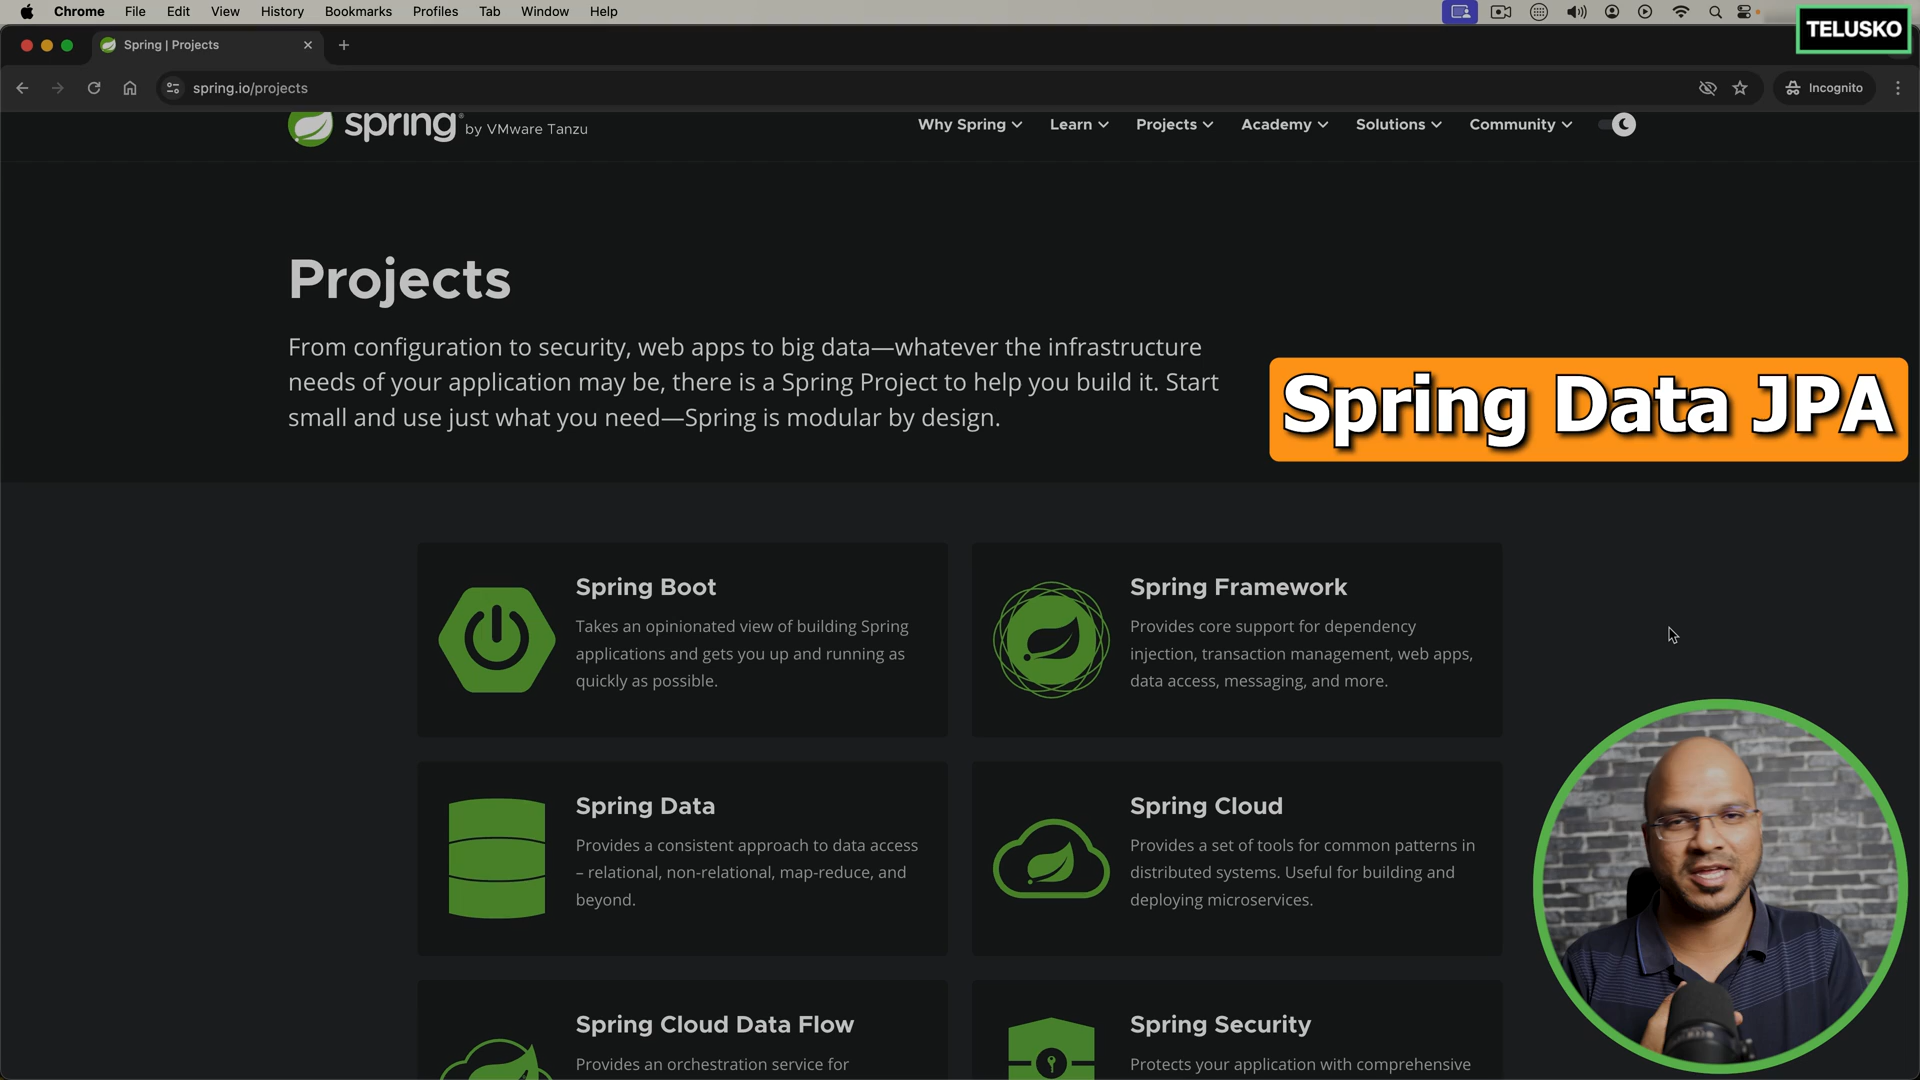 Chrome File Edit View History Bookmarks Profiles Tab Window Help
TELUSKO
Spring | Projects
spring.io/projects
Incognito
spring by VMware Tanzu
Why Spring Learn Projects Academy Solutions Community
Projects
From configuration to security, web apps to big data—whatever the infrastructure
needs of your application may be, there is a Spring Project to help you build it. Start
small and use just what you need—Spring is modular by design.
Spring Data JPA
Spring Boot
Takes an opinionated view of building Spring
applications and gets you up and running as
quickly as possible.
Spring Framework
Provides core support for dependency
injection, transaction management, web apps,
data access, messaging, and more.
Spring Data
Provides a consistent approach to data access
– relational, non-relational, map-reduce, and
beyond.
Spring Cloud
Provides a set of tools for common patterns in
distributed systems. Useful for building and
deploying microservices.
Spring Cloud Data Flow
Provides an orchestration service for
Spring Security
Protects your application with comprehensive